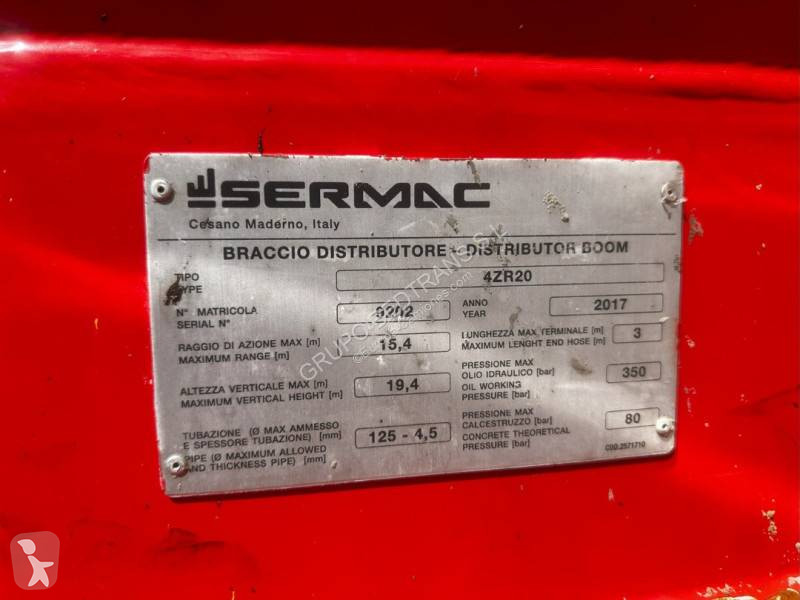 SERMAC
Cesano Maderno, Italy
BRACCIO DISTRIBUTORE - DISTRIBUTOR BOOM
TIPO
TYPE
4ZR20
N° MATRICOLA
SERIAL N°
ANNO
YEAR
2017
RAGGIO DI AZIONE MAX [m]
MAXIMUM RANGE [m]
15,4
LUNGHEZZA MAX TERMINALE [m]
MAXIMUM LENGHT END HOSE [m]
3
ALTEZZA VERTICALE MAX [m]
MAXIMUM VERTICAL HEIGHT [m]
19,4
PRESSIONE MAX
OLIO IDRAULICO [bar]
OIL WORKING
PRESSURE [bar]
350
TUBAZIONE (Ø MAX AMMESSO
E SPESSORE TUBAZIONE) [mm]
PIPE (Ø MAXIMUM ALLOWED
AND THICKNESS PIPE) [mm]
125 - 4,5
PRESSIONE MAX
CALCESTRUZZO [bar]
CONCRETE THEORETICAL
PRESSURE [bar]
80
COD.2571710